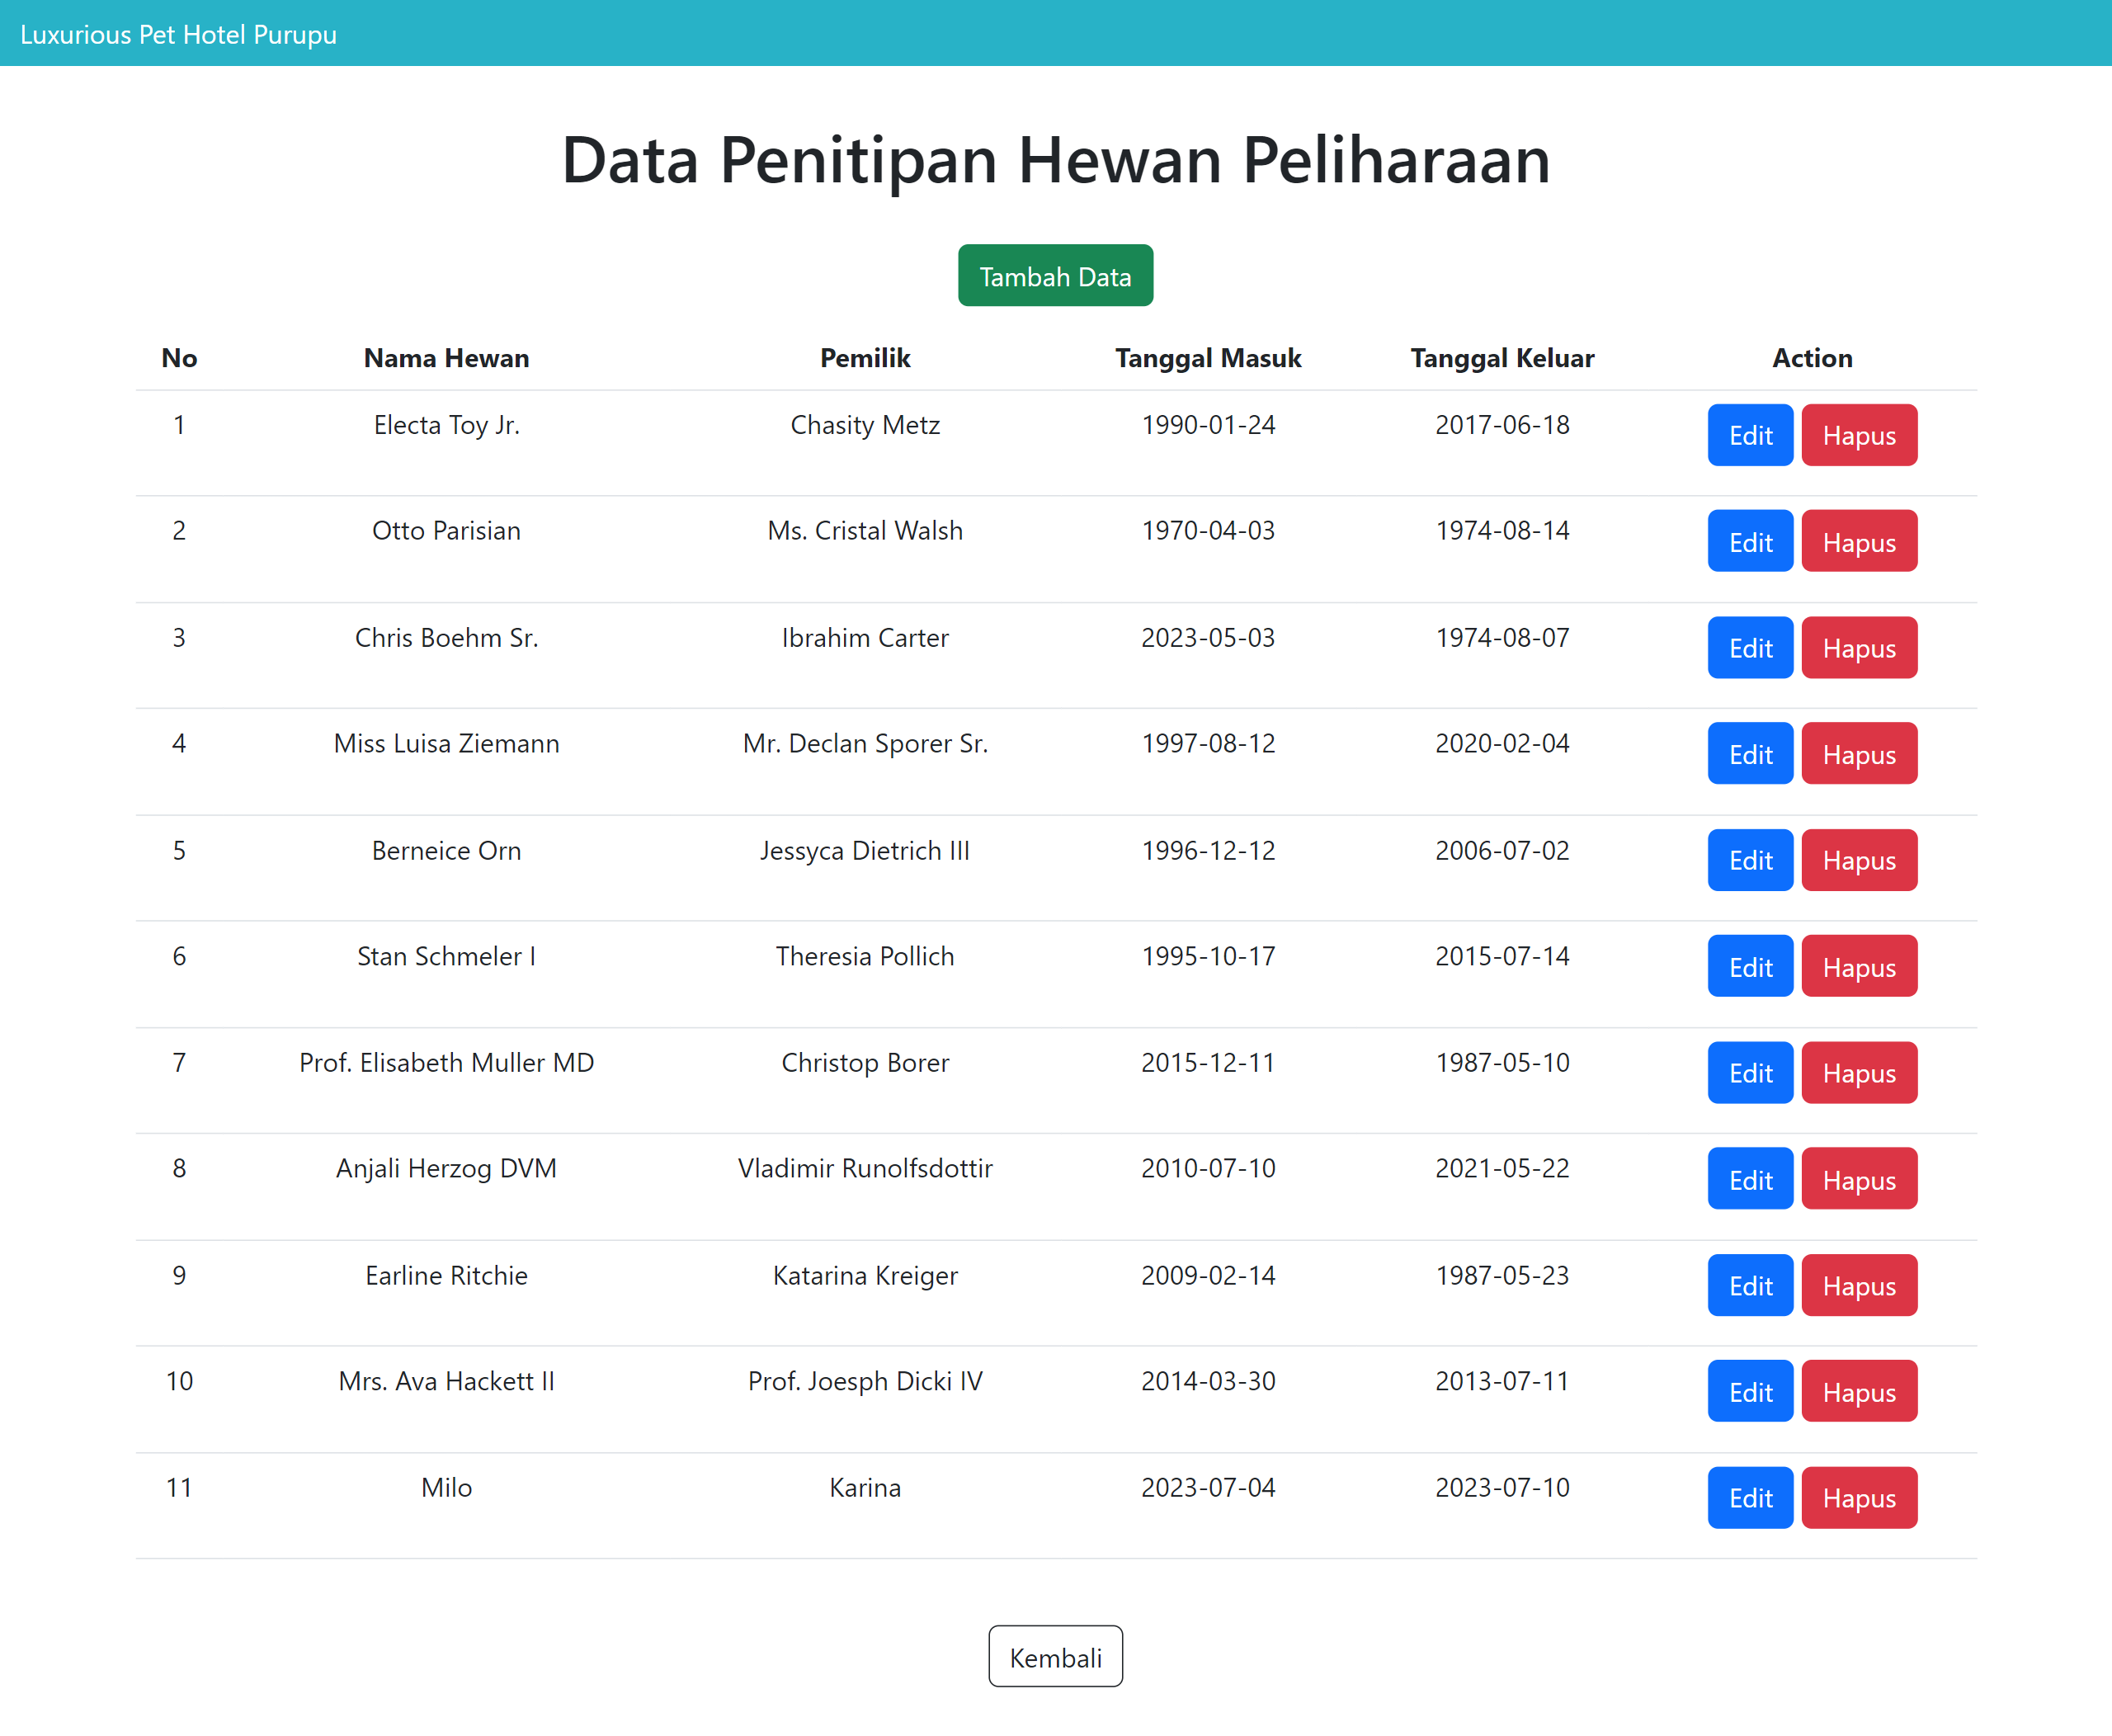 Luxurious Pet Hotel Purupu
Data Penitipan Hewan Peliharaan
Tambah Data
No Nama Hewan Pemilik Tanggal Masuk Tanggal Keluar Action
1 Electa Toy Jr. Chasity Metz 1990-01-24 2017-06-18 Edit Hapus
2 Otto Parisian Ms. Cristal Walsh 1970-04-03 1974-08-14 Edit Hapus
3 Chris Boehm Sr. Ibrahim Carter 2023-05-03 1974-08-07 Edit Hapus
4 Miss Luisa Ziemann Mr. Declan Sporer Sr. 1997-08-12 2020-02-04 Edit Hapus
5 Berneice Orn Jessyca Dietrich III 1996-12-12 2006-07-02 Edit Hapus
6 Stan Schmeler I Theresia Pollich 1995-10-17 2015-07-14 Edit Hapus
7 Prof. Elisabeth Muller MD Christop Borer 2015-12-11 1987-05-10 Edit Hapus
8 Anjali Herzog DVM Vladimir Runolfsdottir 2010-07-10 2021-05-22 Edit Hapus
9 Earline Ritchie Katarina Kreiger 2009-02-14 1987-05-23 Edit Hapus
10 Mrs. Ava Hackett II Prof. Joesph Dicki IV 2014-03-30 2013-07-11 Edit Hapus
11 Milo Karina 2023-07-04 2023-07-10 Edit Hapus
Kembali